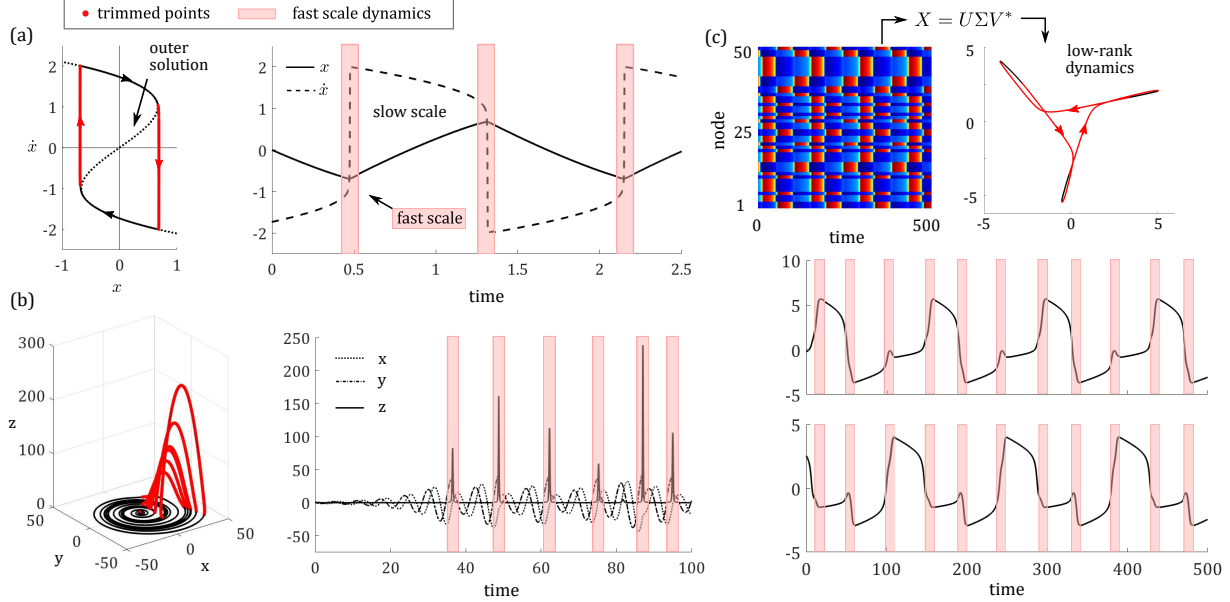 trimmed points
fast scale dynamics
(a)
outer
solution
2
1
0
-1
-2
ẋ
-1
0
1
x
2
1
0
-1
-2
x
ẋ
slow scale
fast scale
0
0.5
1
1.5
2
2.5
time
(b)
300
200
100
0
z
50
0
-50
y
-50
0
50
x
250
200
150
100
50
0
-50
x
y
z
0
20
40
60
80
100
time
(c)
X = UΣV*
50
25
1
node
0
500
time
low-rank
dynamics
5
0
-5
-5
0
5
10
5
0
-5
5
0
-5
0
100
200
300
400
500
time